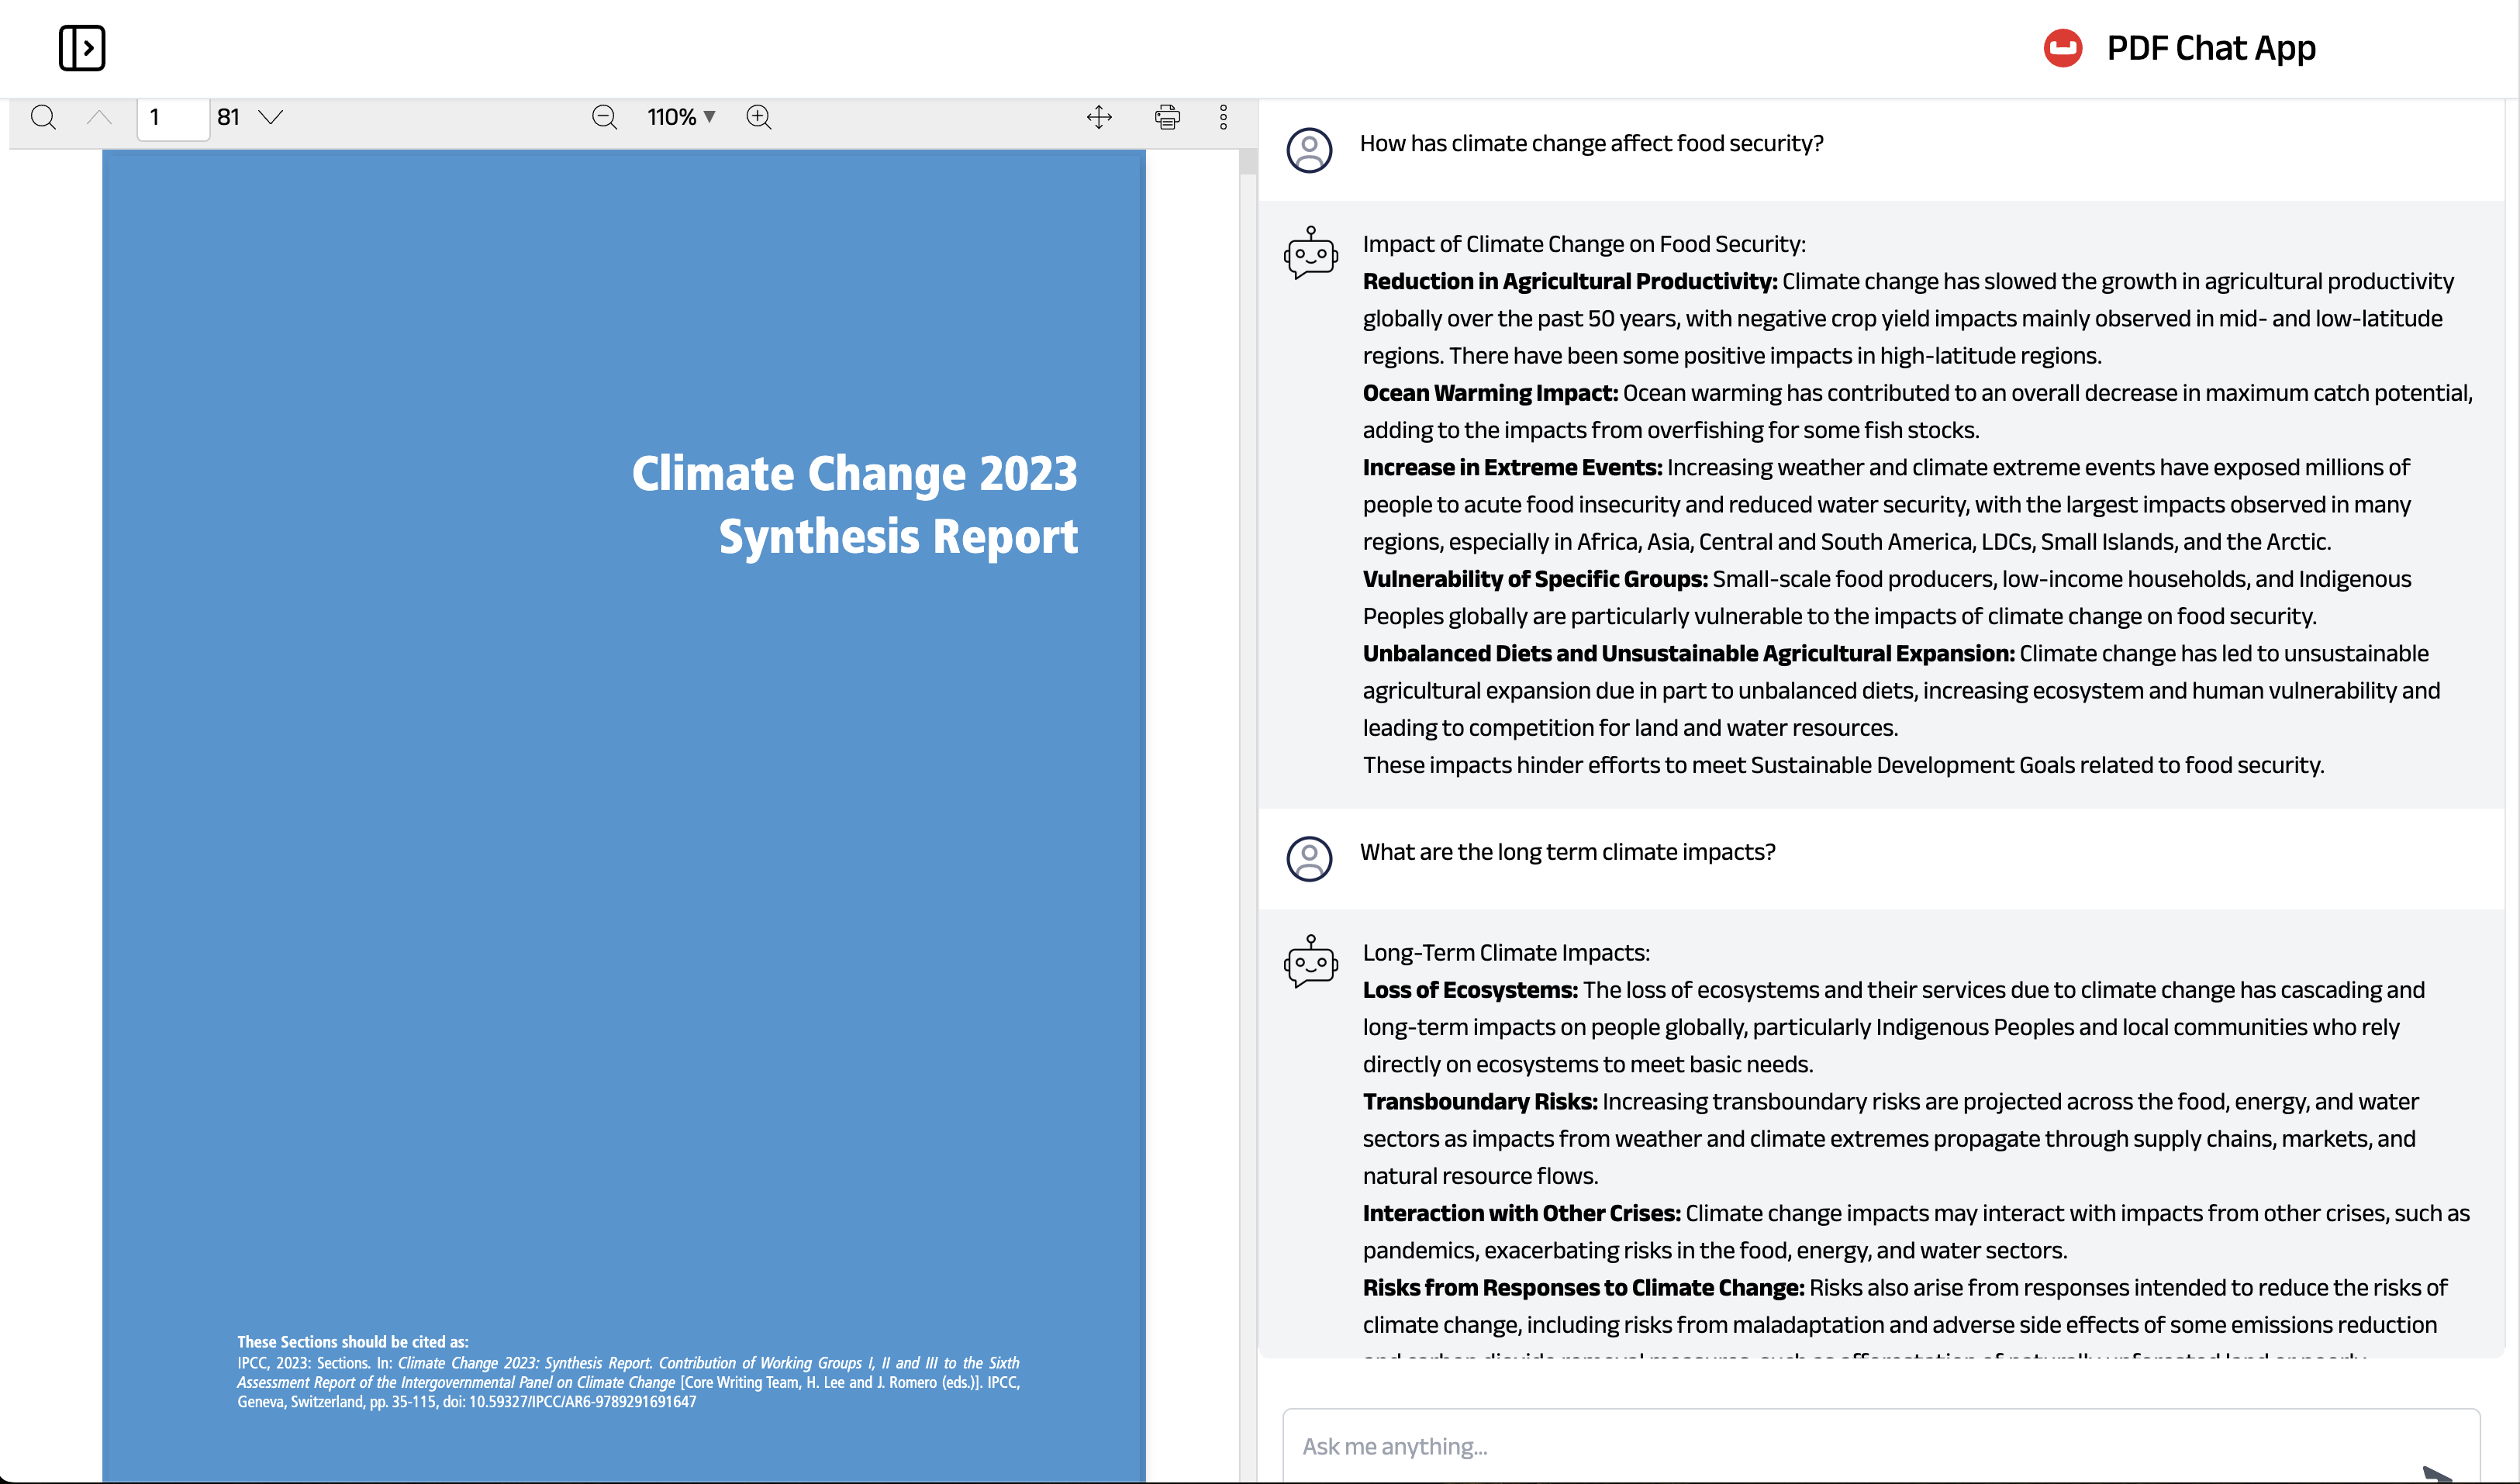 PDF Chat App
1 81 110%
Climate Change 2023
Synthesis Report
These Sections should be cited as:
IPCC, 2023: Sections. In: Climate Change 2023: Synthesis Report. Contribution of Working Groups I, II and III to the Sixth
Assessment Report of the Intergovernmental Panel on Climate Change [Core Writing Team, H. Lee and J. Romero (eds.)]. IPCC,
Geneva, Switzerland, pp. 35-115, doi: 10.59327/IPCC/AR6-9789291691647
How has climate change affect food security?
Impact of Climate Change on Food Security:
Reduction in Agricultural Productivity: Climate change has slowed the growth in agricultural productivity
globally over the past 50 years, with negative crop yield impacts mainly observed in mid- and low-latitude
regions. There have been some positive impacts in high-latitude regions.
Ocean Warming Impact: Ocean warming has contributed to an overall decrease in maximum catch potential,
adding to the impacts from overfishing for some fish stocks.
Increase in Extreme Events: Increasing weather and climate extreme events have exposed millions of
people to acute food insecurity and reduced water security, with the largest impacts observed in many
regions, especially in Africa, Asia, Central and South America, LDCs, Small Islands, and the Arctic.
Vulnerability of Specific Groups: Small-scale food producers, low-income households, and Indigenous
Peoples globally are particularly vulnerable to the impacts of climate change on food security.
Unbalanced Diets and Unsustainable Agricultural Expansion: Climate change has led to unsustainable
agricultural expansion due in part to unbalanced diets, increasing ecosystem and human vulnerability and
leading to competition for land and water resources.
These impacts hinder efforts to meet Sustainable Development Goals related to food security.
What are the long term climate impacts?
Long-Term Climate Impacts:
Loss of Ecosystems: The loss of ecosystems and their services due to climate change has cascading and
long-term impacts on people globally, particularly Indigenous Peoples and local communities who rely
directly on ecosystems to meet basic needs.
Transboundary Risks: Increasing transboundary risks are projected across the food, energy, and water
sectors as impacts from weather and climate extremes propagate through supply chains, markets, and
natural resource flows.
Interaction with Other Crises: Climate change impacts may interact with impacts from other crises, such as
pandemics, exacerbating risks in the food, energy, and water sectors.
Risks from Responses to Climate Change: Risks also arise from responses intended to reduce the risks of
climate change, including risks from maladaptation and adverse side effects of some emissions reduction
Ask me anything...